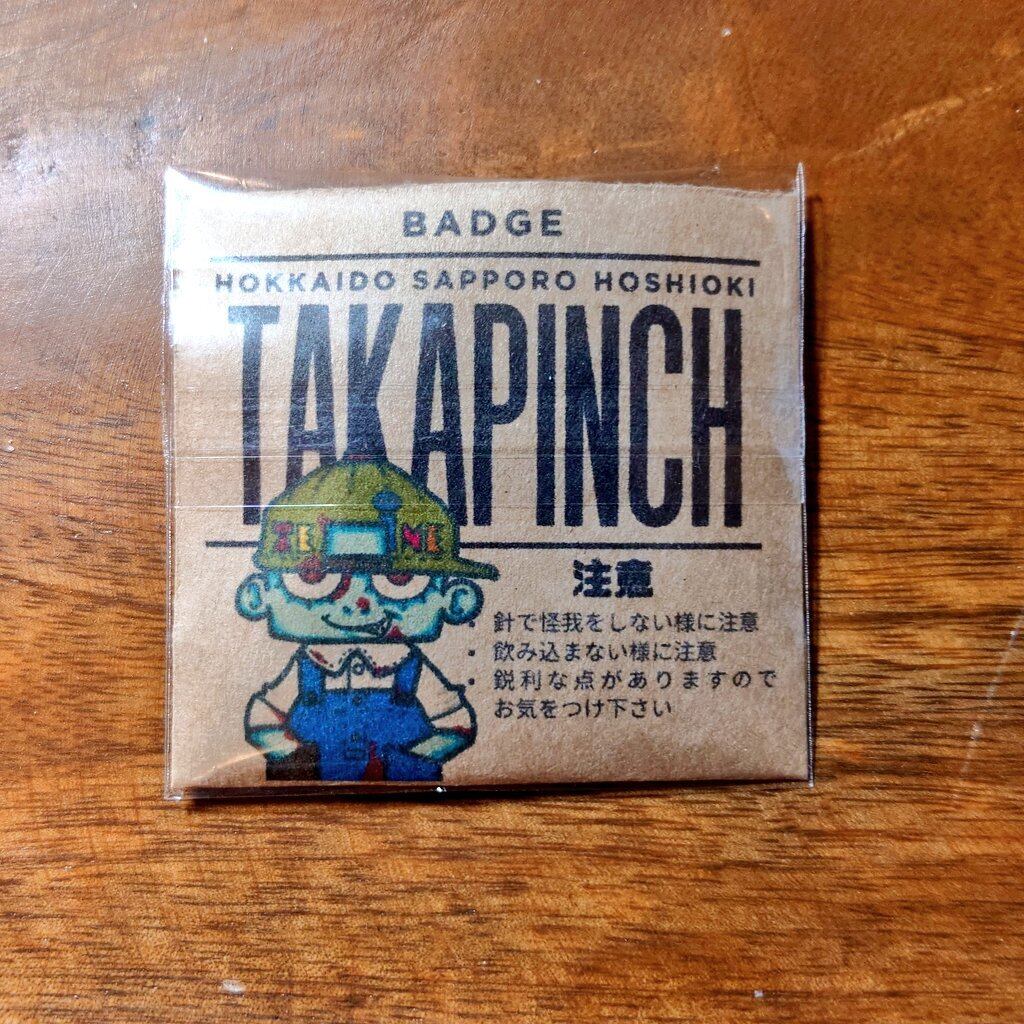 BADGE
HOKKAIDO SAPPORO HOSHIOKI
TAKAPINCH
注意
・針で怪我をしない様に注意
・飲み込まない様に注意
・鋭利な点がありますので
お気をつけ下さい